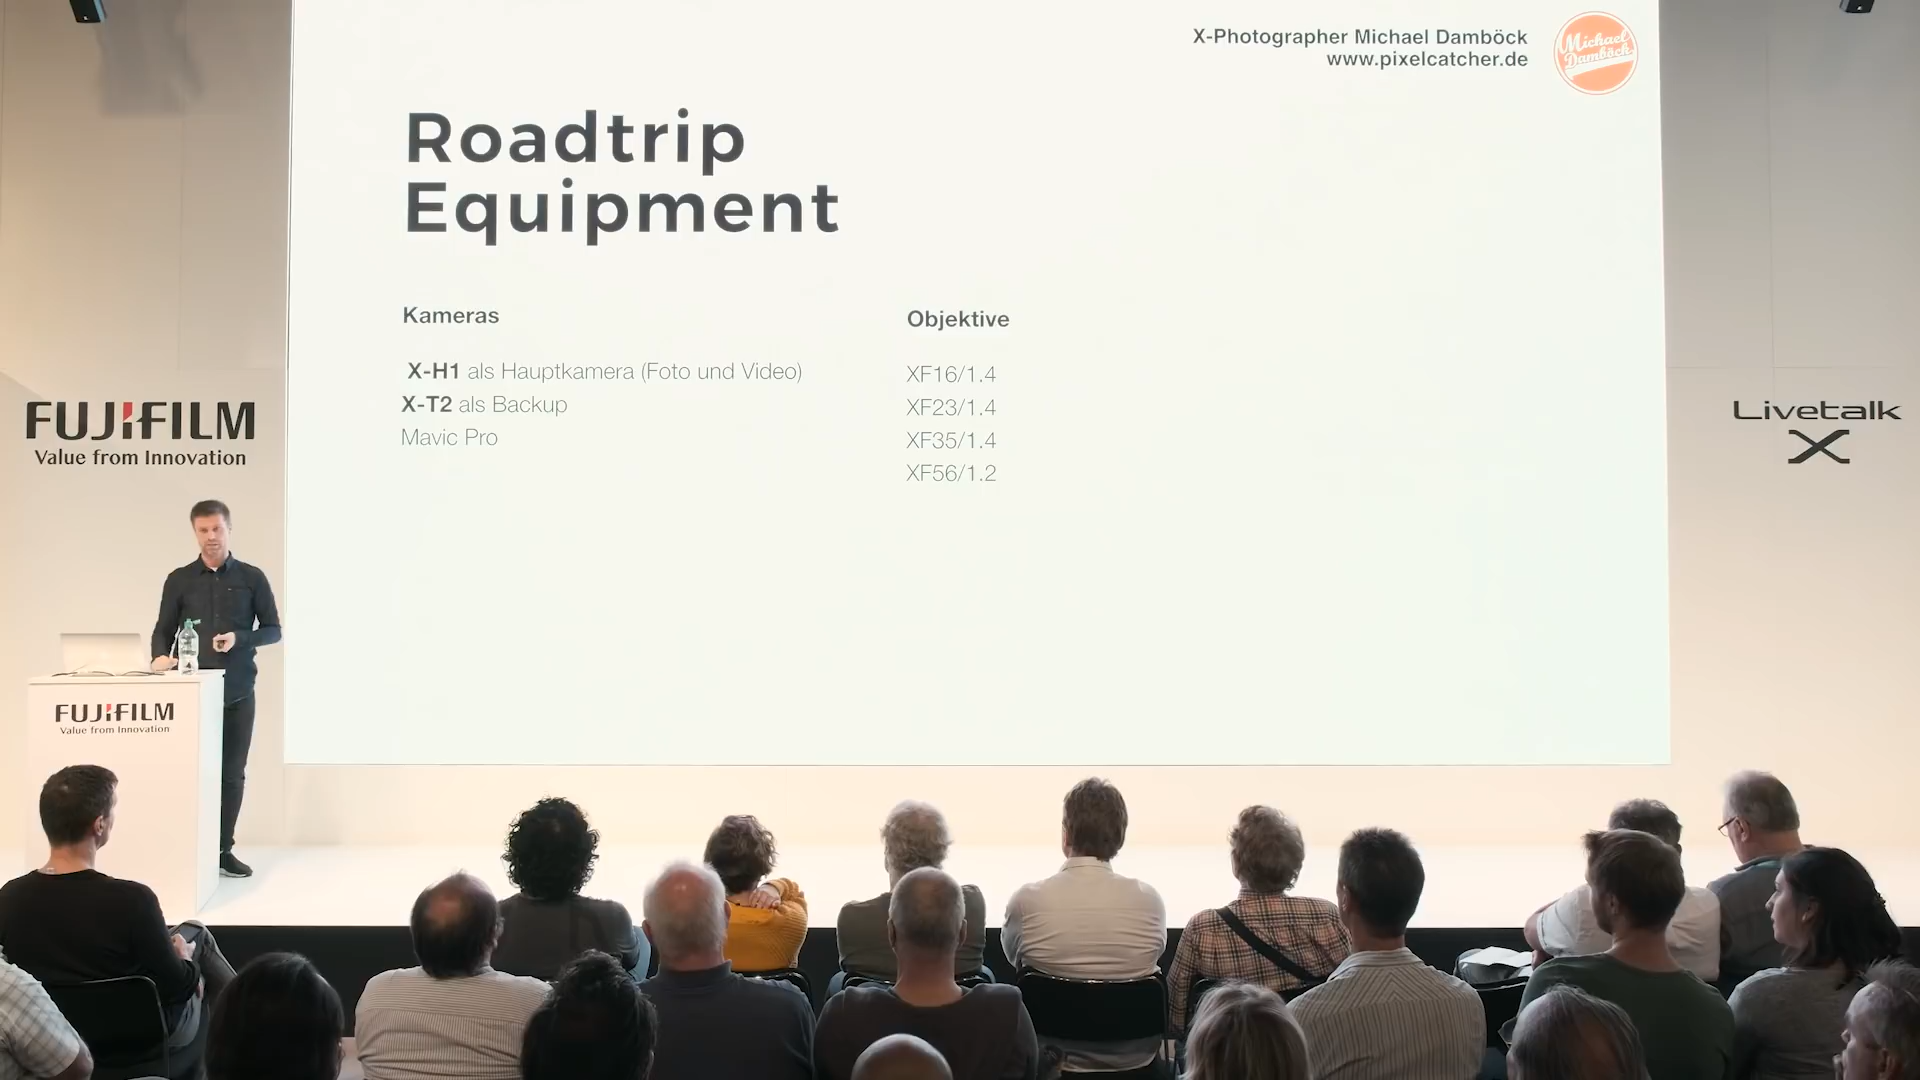 X-Photographer Michael Damböck
www.pixelcatcher.de
Michael
Damböck
Roadtrip
Equipment
Kameras
X-H1 als Hauptkamera (Foto und Video)
X-T2 als Backup
Mavic Pro
Objektive
XF16/1.4
XF23/1.4
XF35/1.4
XF56/1.2
FUJIFILM
Value from Innovation
Livetalk
X
FUJIFILM
Value from Innovation